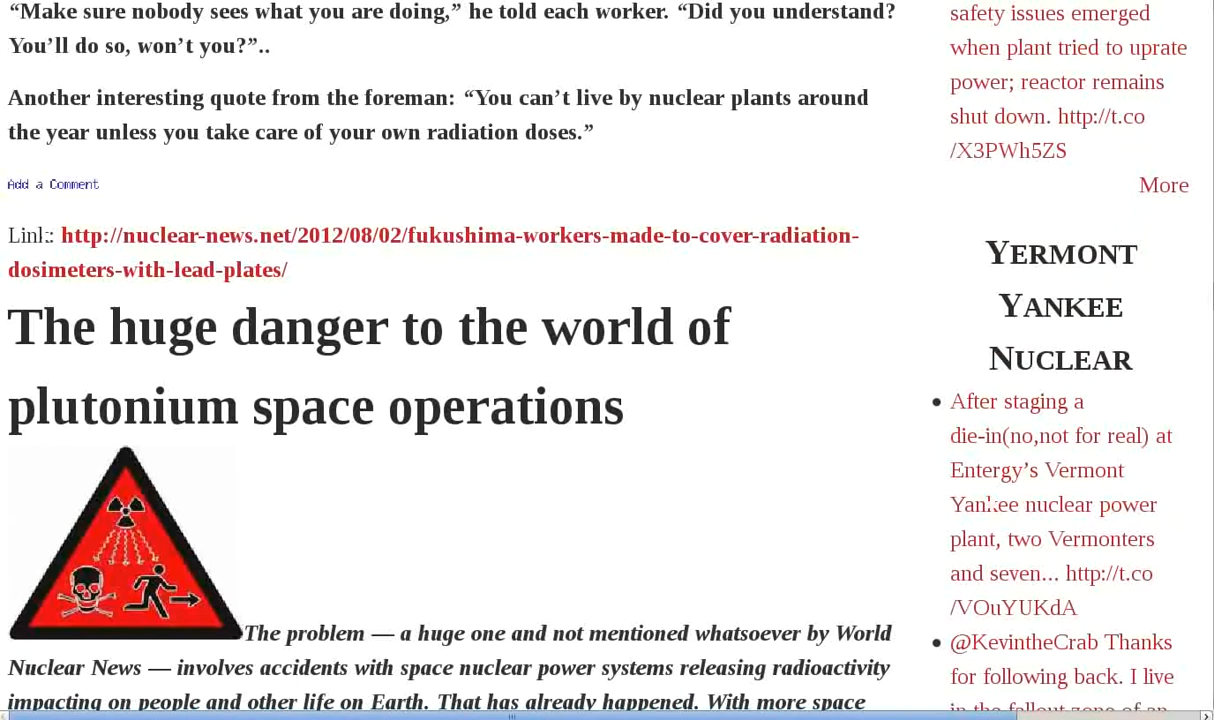 “Make sure nobody sees what you are doing,” he told each worker. “Did you understand?
You’ll do so, won’t you?”..
Another interesting quote from the foreman: “You can’t live by nuclear plants around
the year unless you take care of your own radiation doses.”
Add a Comment
Link: http://nuclear-news.net/2012/08/02/fukushima-workers-made-to-cover-radiation-
dosimeters-with-lead-plates/
The huge danger to the world of
plutonium space operations
The problem — a huge one and not mentioned whatsoever by World
Nuclear News — involves accidents with space nuclear power systems releasing radioactivity
impacting on people and other life on Earth. That has already happened. With more space
safety issues emerged
when plant tried to uprate
power; reactor remains
shut down. http://t.co
/X3PWh5ZS
More
YERMONT
YANKEE
NUCLEAR
After staging a
die-in(no,not for real) at
Entergy’s Vermont
Yankee nuclear power
plant, two Vermonters
and seven... http://t.co
/VOuYUKdA
@KevintheCrab Thanks
for following back. I live
in the fallout zone of an